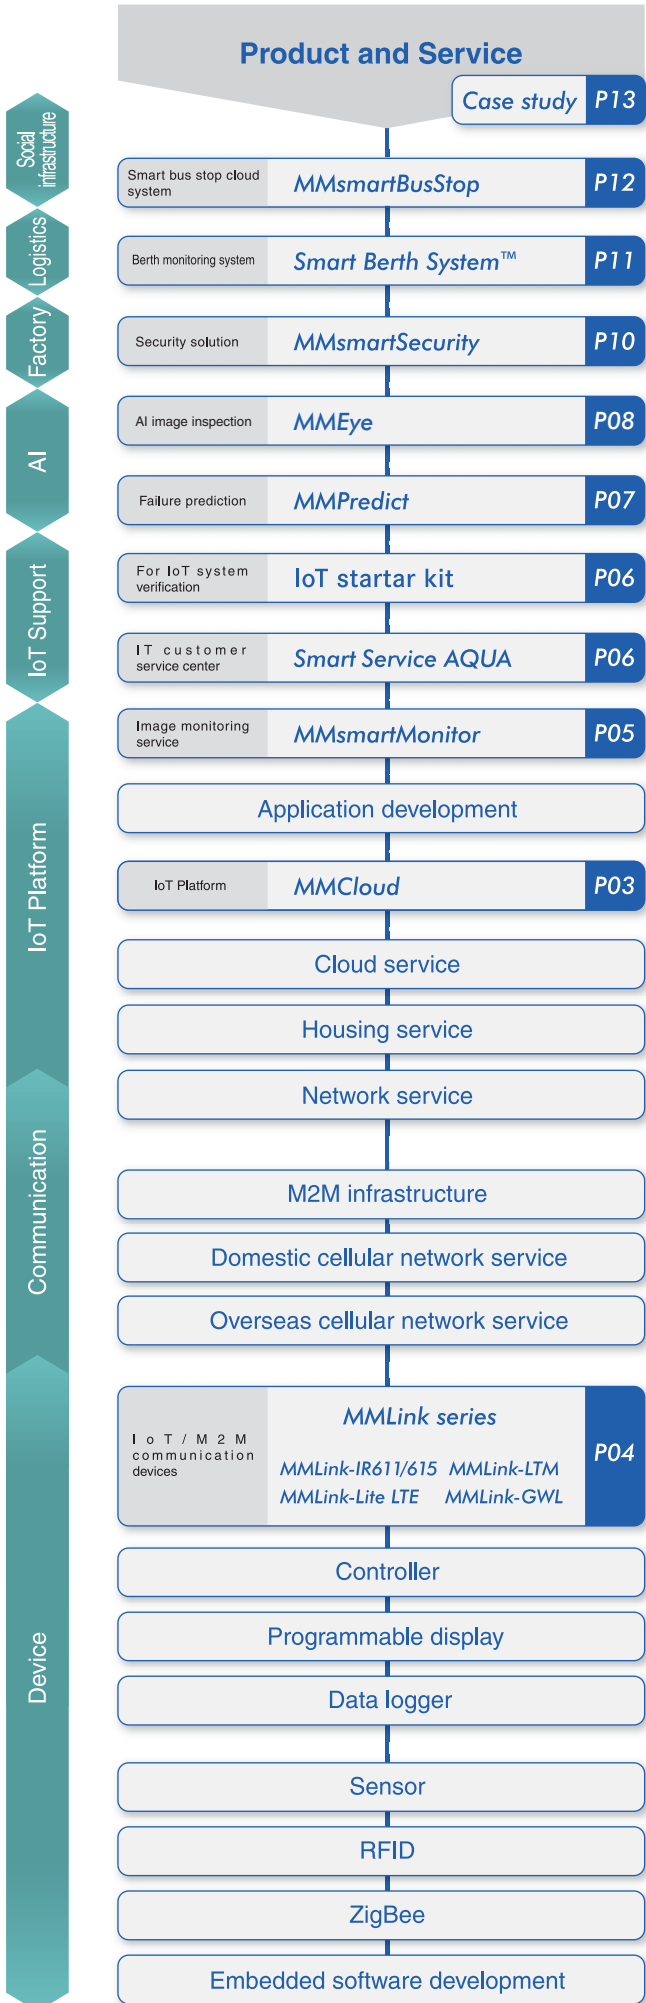 Product and Service
Case study P13
Social
infrastructure
Smart bus stop cloud
system
MMsmartBusStop P12
Logistics
Berth monitoring system Smart Berth System™ P11
Factory
Security solution MMsmartSecurity P10
AI
AI image inspection MMEye P08
Failure prediction MMPredict P07
IoT Support
For IoT system
verification
IoT startar kit P06
IT customer
service center
Smart Service AQUA P06
IoT Platform
Image monitoring
service
MMsmartMonitor P05
Application development
IoT Platform MMCloud P03
Cloud service
Housing service
Communication
Network service
M2M infrastructure
Domestic cellular network service
Overseas cellular network service
Device
IoT/M2M
communication
devices
MMLink series
MMLink-IR611/615 MMLink-LTM
MMLink-Lite LTE MMLink-GWL
P04
Controller
Programmable display
Data logger
Sensor
RFID
ZigBee
Embedded software development